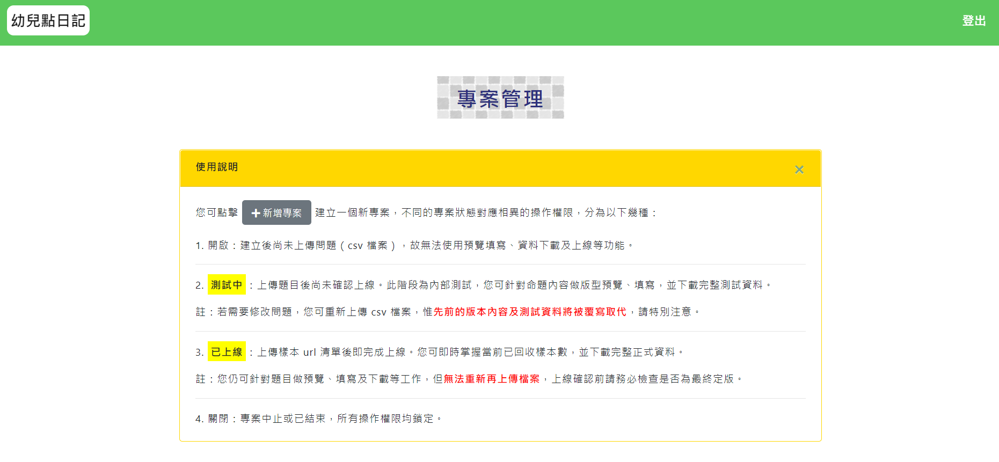 幼兒點日記
登出
專案管理
使用說明
您可點擊 新增專案 建立一個新專案，不同的專案狀態對應相異的操作權限，分為以下幾種：
1. 開啟：建立後尚未上傳問題（csv 檔案），故無法使用預覽填寫、資料下載及上線等功能。
2. 測試中：上傳題目後尚未確認上線。此階段為內部測試，您可針對命題內容做版型預覽、填寫，並下載完整測試資料。
註：若需要修改問題，您可重新上傳 csv 檔案，惟先前的版本內容及測試資料將被覆寫取代，請特別注意。
3. 已上線：上傳樣本 url 清單後即完成上線。您可即時掌握當前已回收樣本數，並下載完整正式資料。
註：您仍可針對題目做預覽、填寫及下載等工作，但無法重新再上傳檔案，上線確認前請務必檢查是否為最終定版。
4. 關閉：專案中止或已結束，所有操作權限均鎖定。